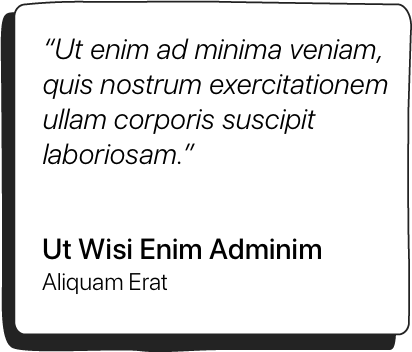 “Ut enim ad minima veniam,
quis nostrum exercitationem
ullam corporis suscipit
laboriosam.”
Ut Wisi Enim Adminim
Aliquam Erat